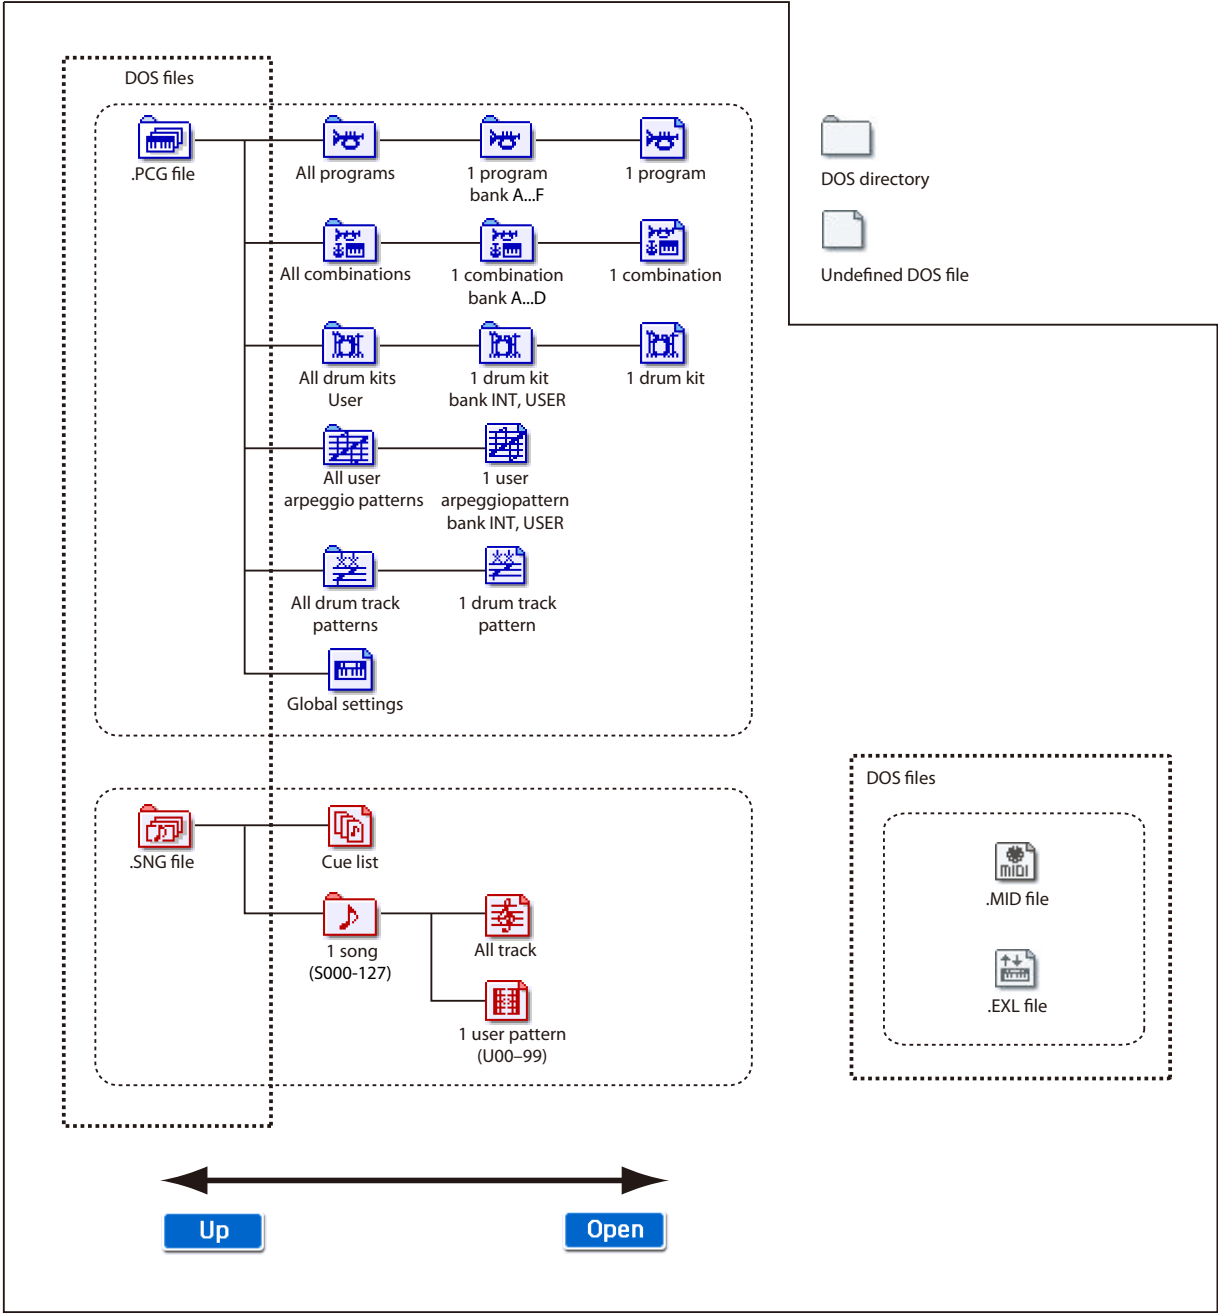 DOS files
.PCG file
All programs
1 program
bank A...F
1 program
All combinations
1 combination
bank A...D
1 combination
All drum kits
User
1 drum kit
bank INT, USER
1 drum kit
All user
arpeggio patterns
1 user
arpeggiopattern
bank INT, USER
All drum track
patterns
1 drum track
pattern
Global settings
DOS directory
Undefined DOS file
.SNG file
Cue list
1 song
(S000-127)
All track
1 user pattern
(U00–99)
DOS files
MIDI
.MID file
.EXL file
Up
Open